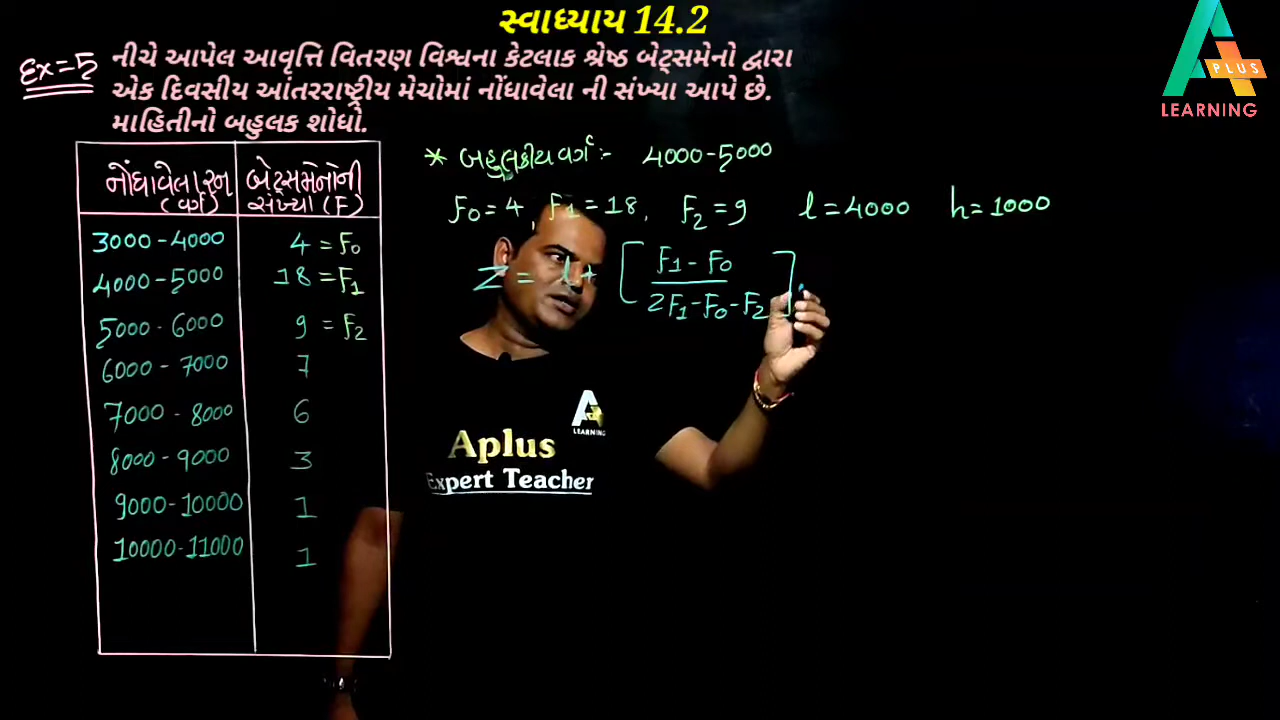 સ્વાધ્યાય 14.2
Ex=5 નીચે આપેલ આવૃત્તિ વિતરણ વિશ્વના કેટલાક શ્રેષ્ઠ બેટ્સમેનો દ્વારા
એક દિવસીય આંતરરાષ્ટ્રીય મેચોમાં નોંધાવેલા ની સંખ્યા આપે છે.
માહિતીનો બહુલક શોધો.
A PLUS
LEARNING
નોંધાવેલા રન (વર્ગ) બેટ્સમેનોની સંખ્યા (F)
3000-4000 4 = F₀
4000-5000 18 = F₁
5000-6000 9 = F₂
6000-7000 7
7000-8000 6
8000-9000 3
9000-10000 1
10000-11000 1
* બહુલકીય વર્ગ :- 4000-5000
F₀=4, F1=18, F₂=9 l=4000 h=1000
Z = l+ [ F1-F₀ / 2F₁-F₀-F₂ ]
A+
LEARNING
Aplus
Expert Teacher